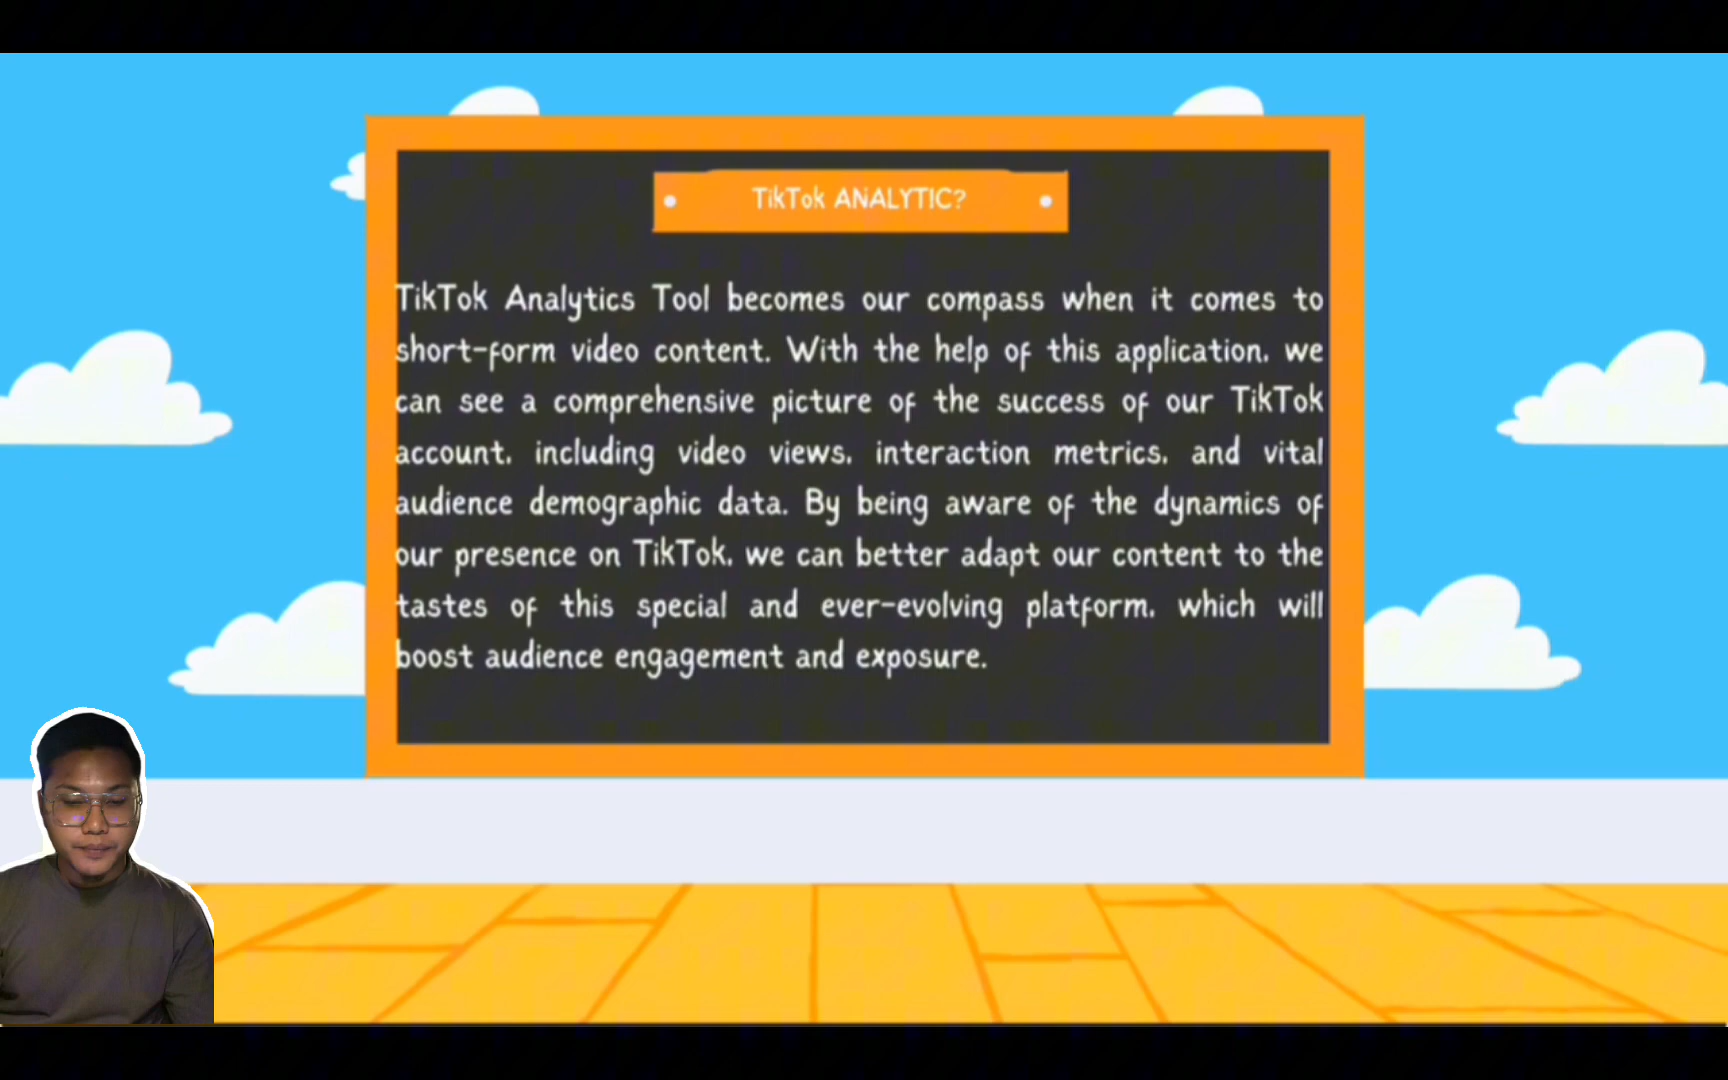 TikTok ANALYTIC?
TikTok Analytics Tool becomes our compass when it comes to
short-form video content. With the help of this application, we
can see a comprehensive picture of the success of our TikTok
account, including video views, interaction metrics, and vital
audience demographic data. By being aware of the dynamics of
our presence on TikTok, we can better adapt our content to the
tastes of this special and ever-evolving platform, which will
boost audience engagement and exposure.